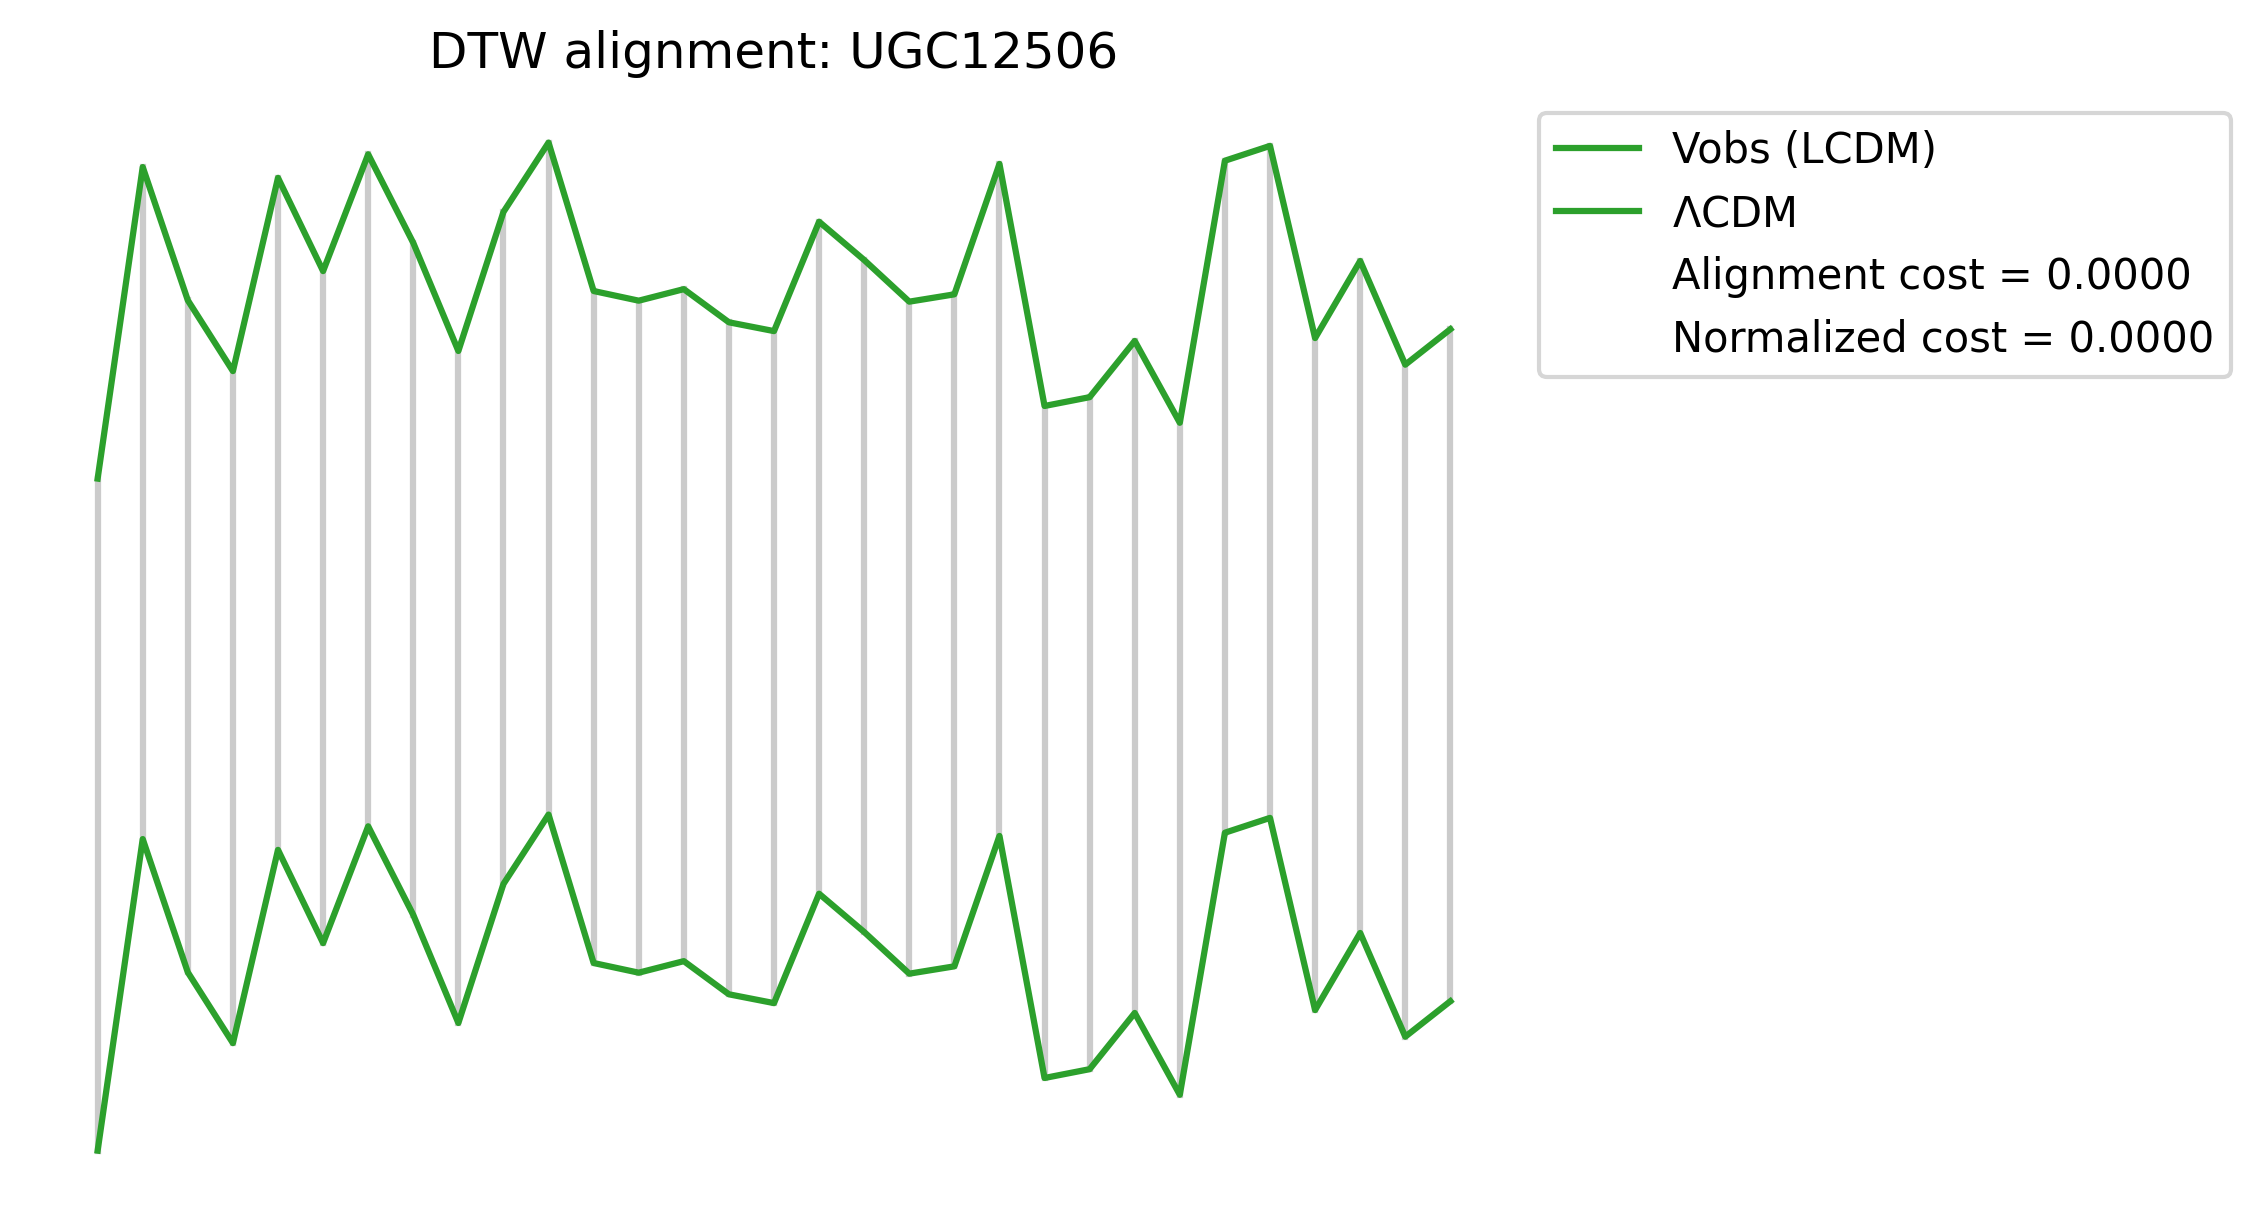 DTW alignment: UGC12506
Vobs (LCDM)
ΛCDM
Alignment cost = 0.0000
Normalized cost = 0.0000